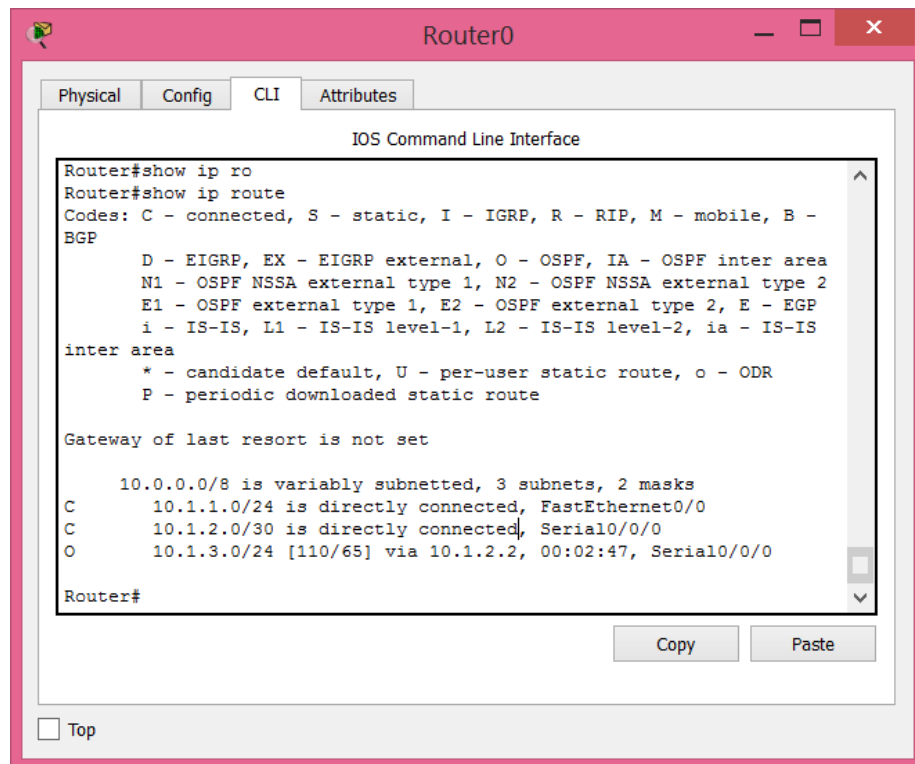 Router0
Physical Config CLI Attributes
IOS Command Line Interface
Router#show ip ro
Router#show ip route
Codes: C - connected, S - static, I - IGRP, R - RIP, M - mobile, B -
BGP
D - EIGRP, EX - EIGRP external, O - OSPF, IA - OSPF inter area
N1 - OSPF NSSA external type 1, N2 - OSPF NSSA external type 2
E1 - OSPF external type 1, E2 - OSPF external type 2, E - EGP
i - IS-IS, L1 - IS-IS level-1, L2 - IS-IS level-2, ia - IS-IS
inter area
* - candidate default, U - per-user static route, o - ODR
P - periodic downloaded static route
Gateway of last resort is not set
10.0.0.0/8 is variably subnetted, 3 subnets, 2 masks
C 10.1.1.0/24 is directly connected, FastEthernet0/0
C 10.1.2.0/30 is directly connected, Serial0/0/0
O 10.1.3.0/24 [110/65] via 10.1.2.2, 00:02:47, Serial0/0/0
Router#
Copy Paste
Top